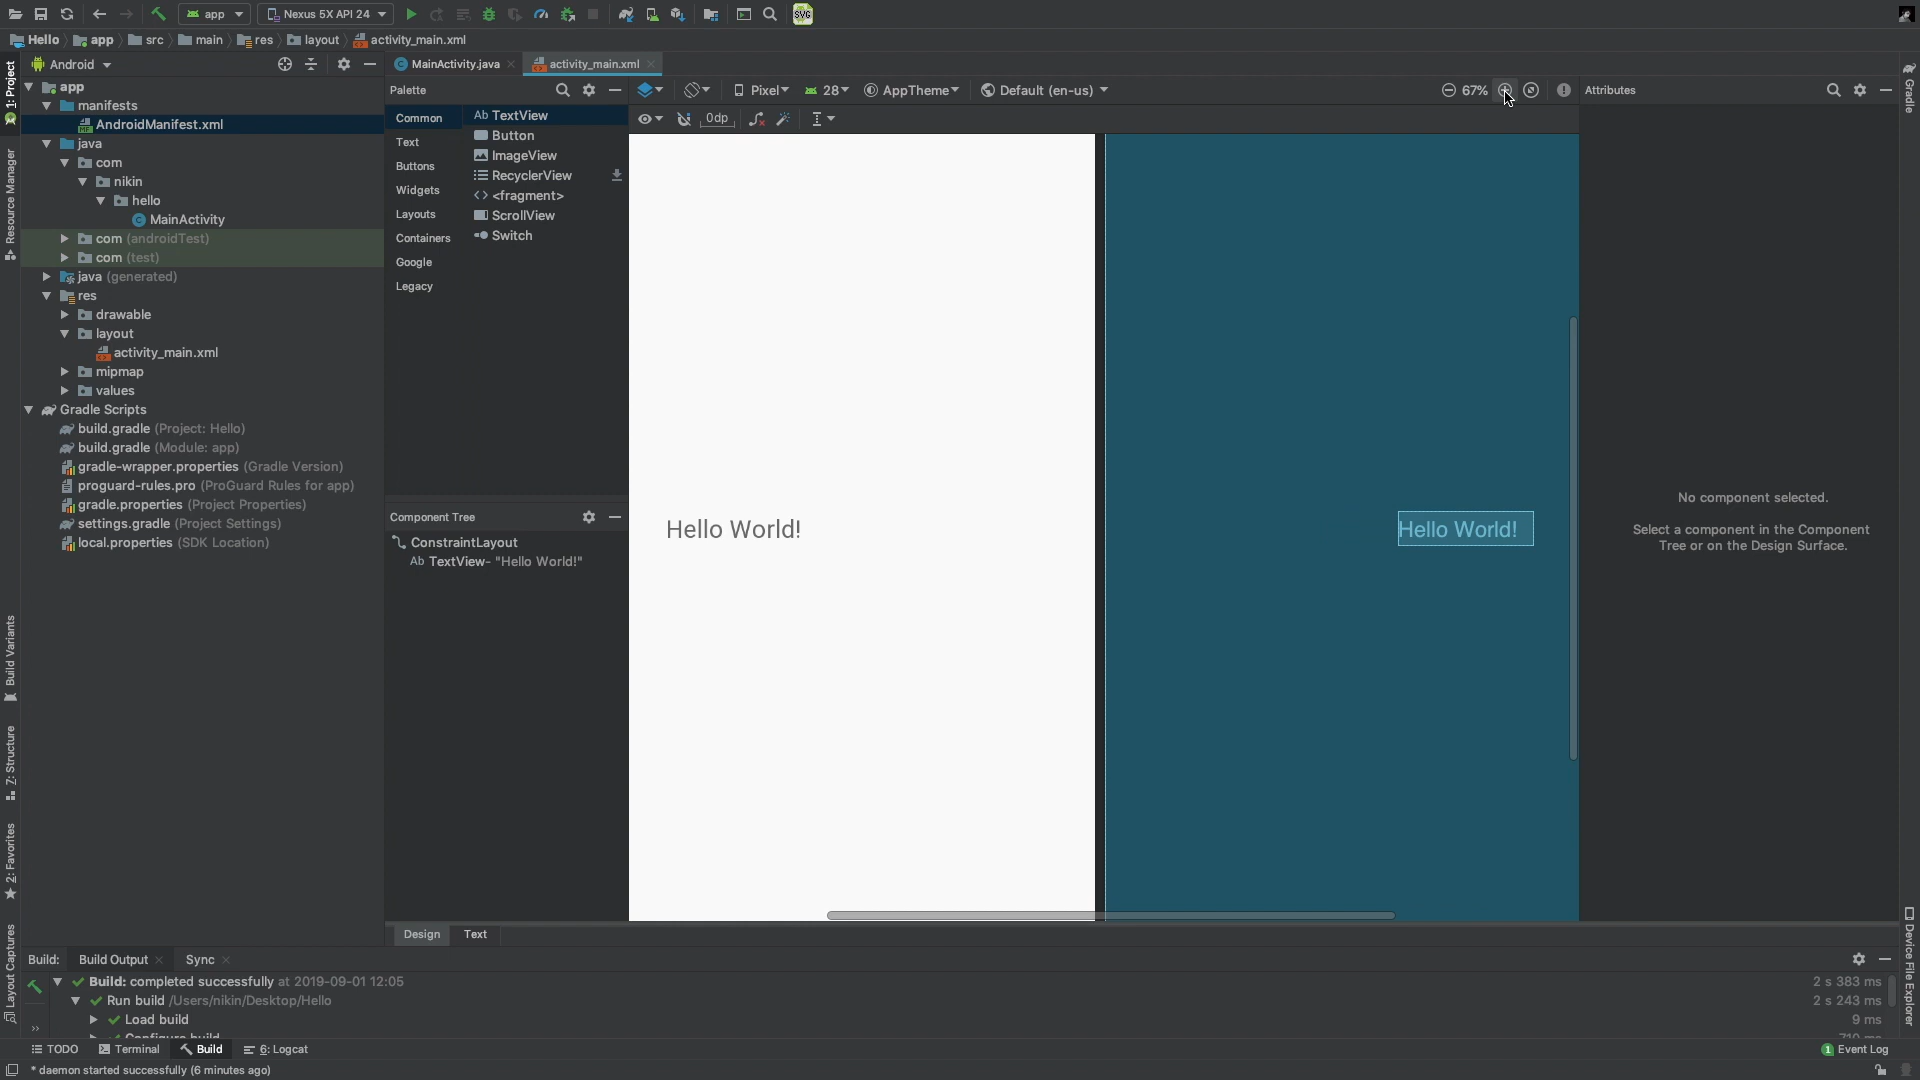 app
Nexus 5X API 24
SVG
Hello
app
src
main
res
layout
activity_main.xml
1: Project
Resource Manager
Build Variants
Z: Structure
2: Favorites
Layout Captures
Android
app
manifests
AndroidManifest.xml
java
com
nikin
hello
MainActivity
com (androidTest)
com (test)
java (generated)
res
drawable
layout
activity_main.xml
mipmap
values
Gradle Scripts
build.gradle (Project: Hello)
build.gradle (Module: app)
gradle-wrapper.properties (Gradle Version)
proguard-rules.pro (ProGuard Rules for app)
gradle.properties (Project Properties)
settings.gradle (Project Settings)
local.properties (SDK Location)
MainActivity.java
activity_main.xml
Palette
Common
Text
Buttons
Widgets
Layouts
Containers
Google
Legacy
Ab TextView
Button
ImageView
RecyclerView
<fragment>
ScrollView
Switch
Component Tree
ConstraintLayout
Ab TextView- "Hello World!"
Pixel
28
AppTheme
Default (en-us)
67%
0dp
Hello World!
Hello World!
Attributes
No component selected.
Select a component in the Component
Tree or on the Design Surface.
Gradle
Device File Explorer
Design
Text
Build:
Build Output
Sync
Build: completed successfully at 2019-09-01 12:05
2 s 383 ms
Run build /Users/nikin/Desktop/Hello
2 s 243 ms
Load build
9 ms
TODO
Terminal
Build
6: Logcat
1 Event Log
* daemon started successfully (6 minutes ago)